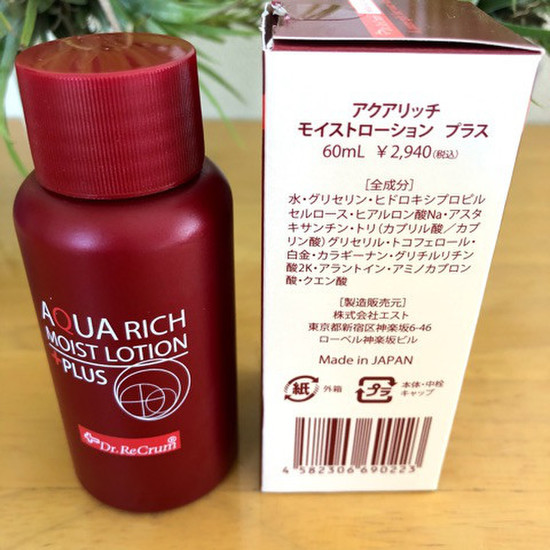 AQUA RICH
MOIST LOTION
+PLUS
Dr.ReCrum®
アクアリッチ
モイストローション プラス
60mL ¥2,940(税込)
[全成分]
水・グリセリン・ヒドロキシプロピル
セルロース・ヒアルロン酸Na・アスタ
キサンチン・トリ(カプリル酸/カプ
リン酸)グリセリル・トコフェロール・
白金・カラギーナン・グリチルリチン
酸2K・アラントイン・アミノカプロン
酸・クエン酸
[製造販売元]
株式会社エスト
東京都新宿区神楽坂6-46
ローベル神楽坂ビル
Made in JAPAN
紙 外箱
プラ 本体・中栓
キャップ
4 582306 690223